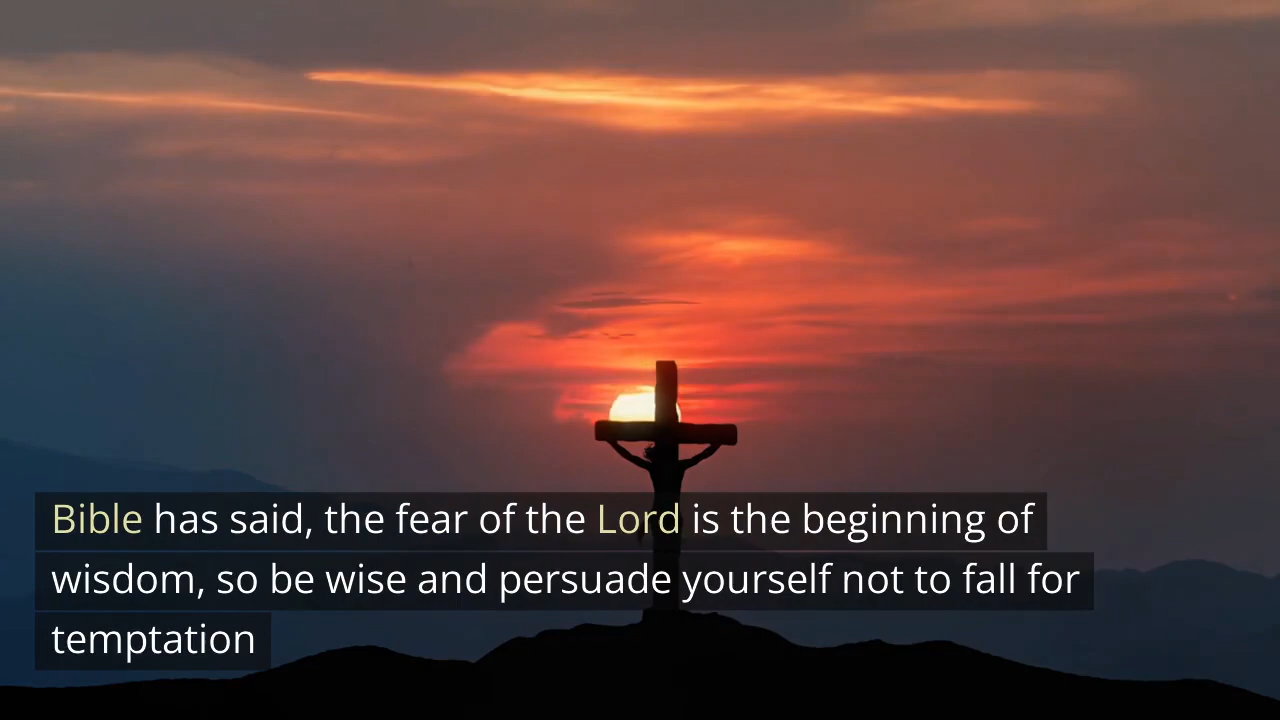 Bible has said, the fear of the Lord is the beginning of
wisdom, so be wise and persuade yourself not to fall for
temptation